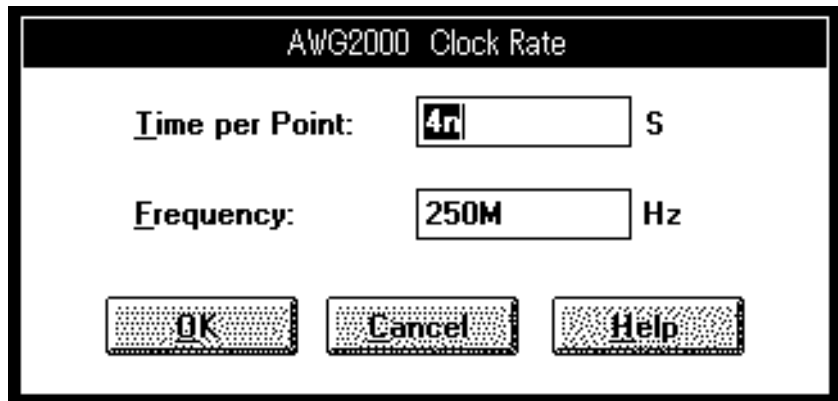 AWG2000 Clock Rate
Time per Point: 4n S
Frequency: 250M Hz
OK Cancel Help